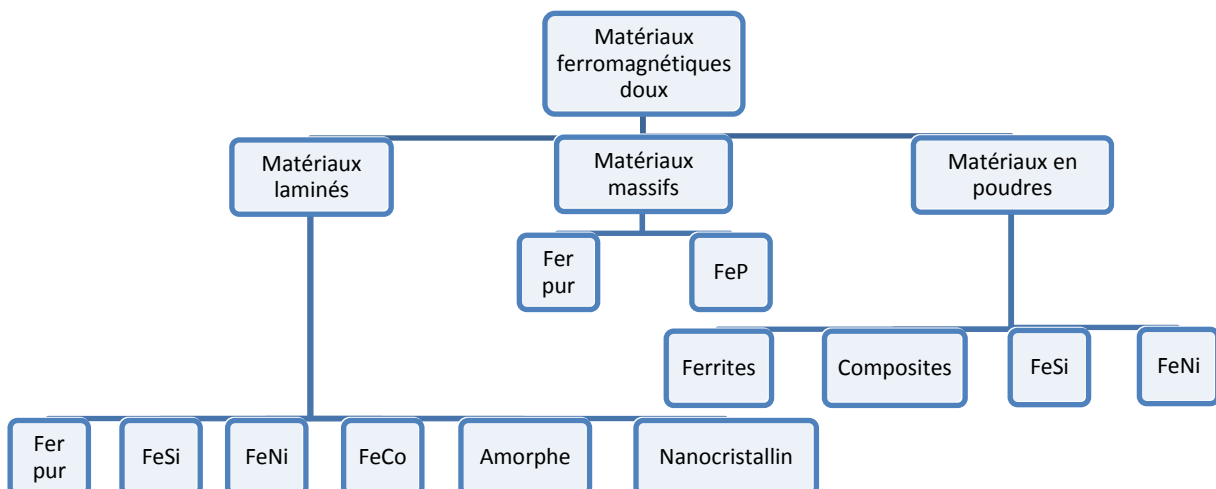 Matériaux
ferromagnétiques
doux
Matériaux
laminés
Matériaux
massifs
Matériaux en
poudres
Fer
pur
FeP
Ferrites
Composites
FeSi
FeNi
Fer
pur
FeSi
FeNi
FeCo
Amorphe
Nanocristallin